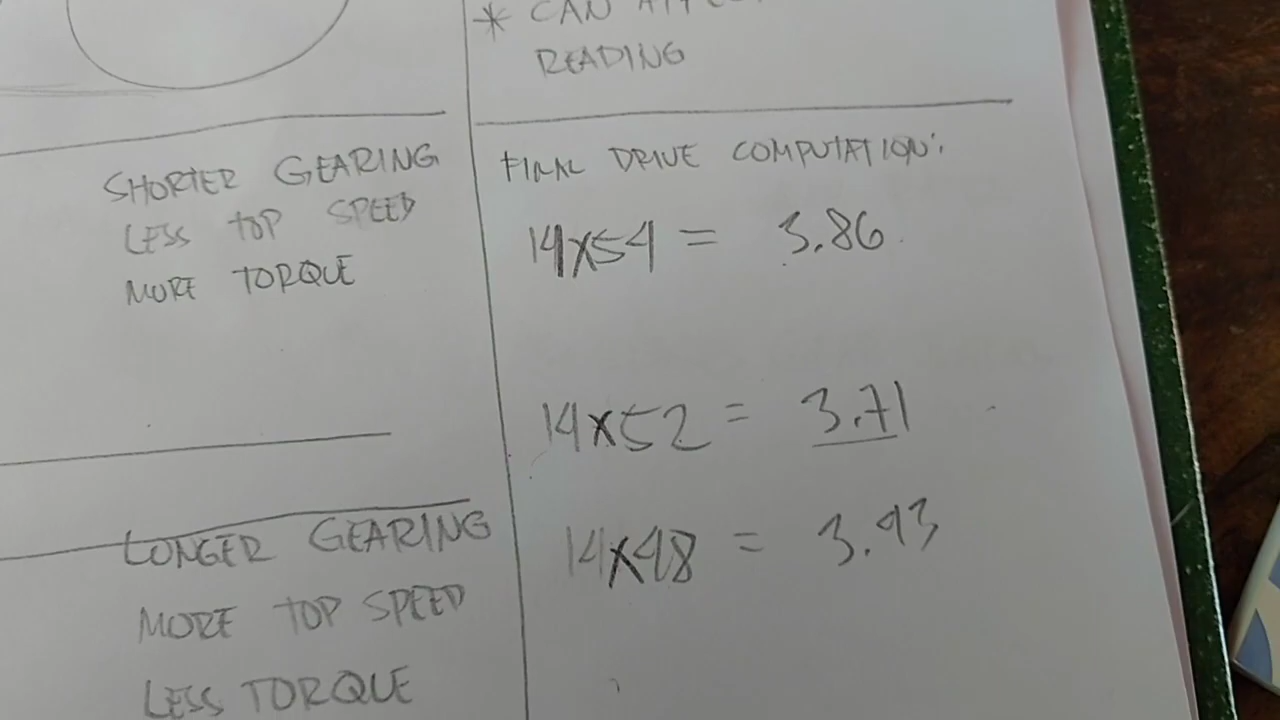 * CAN
READING
SHORTER GEARING
LESS TOP SPEED
MORE TORQUE
LONGER GEARING
MORE TOP SPEED
LESS TORQUE
FINAL DRIVE COMPUTATION:
14x54 = 3.86
14x52 = 3.71
14x48 = 3.43